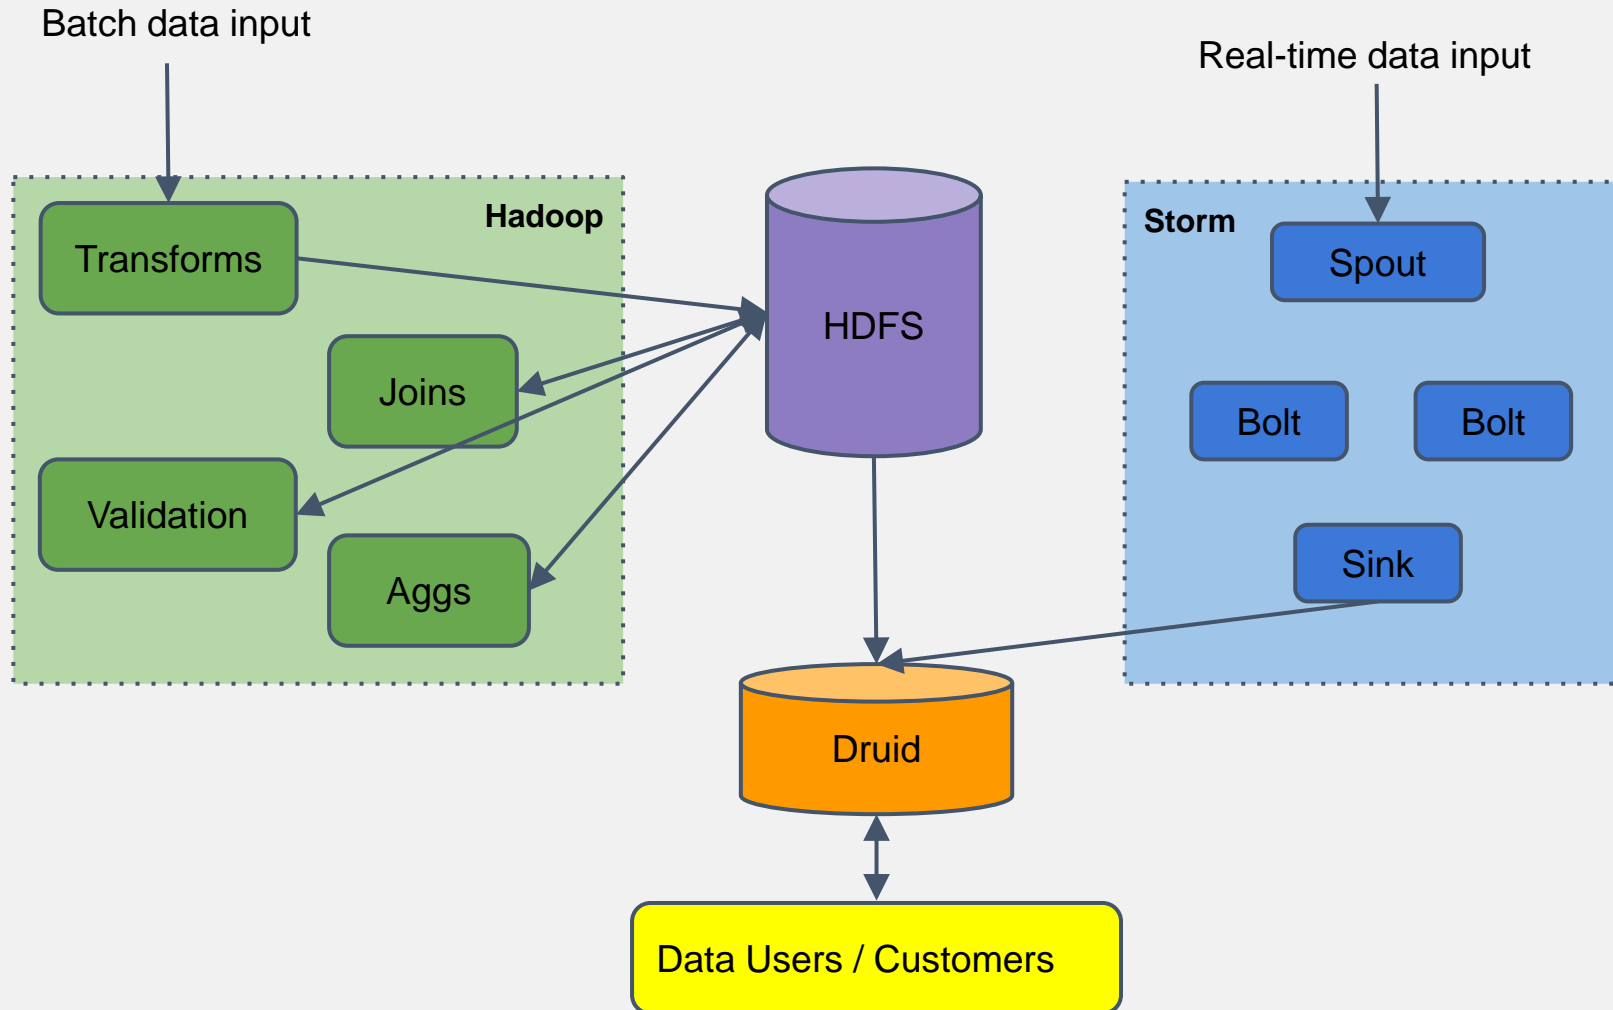 Batch data input
Real-time data input
Hadoop
Storm
Transforms
Spout
HDFS
Joins
Bolt
Bolt
Validation
Sink
Aggs
Druid
Data Users / Customers